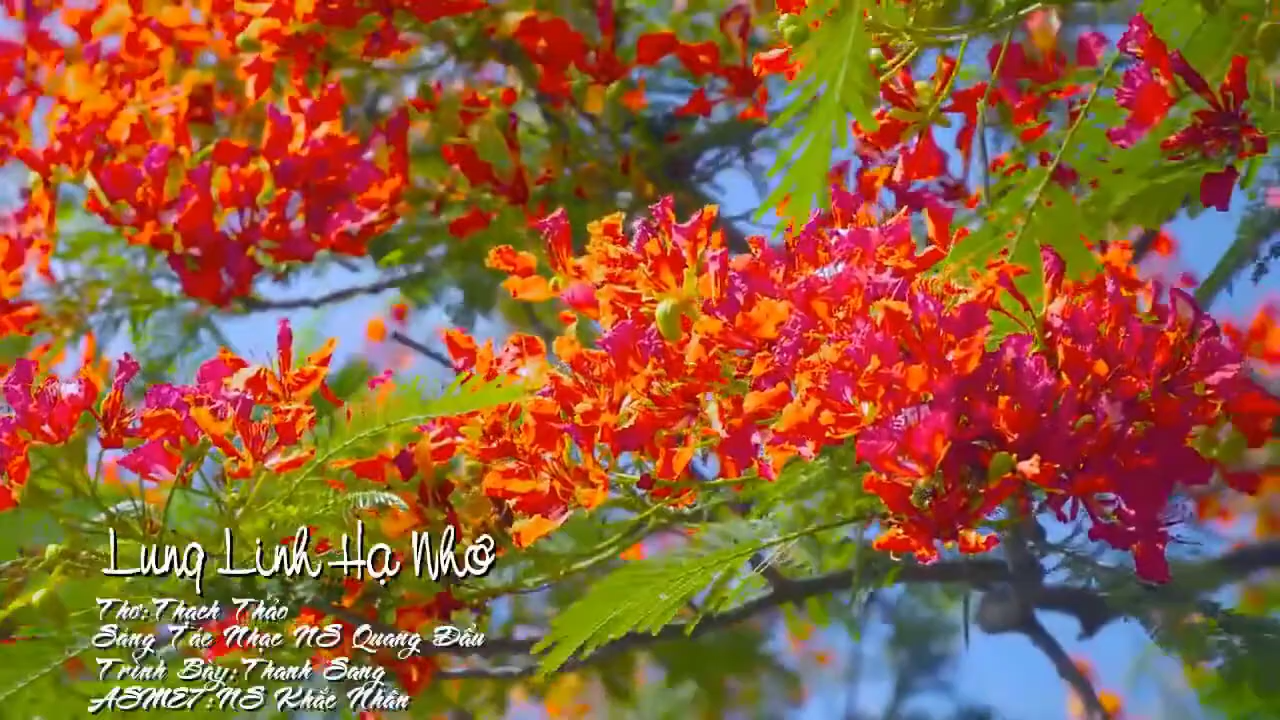 Lung Linh Hạ Nhớ
Thơ:Thạch Thảo
Sáng Tác Nhạc NS Quang Đẩu
Trình Bày:Thanh Sang
ASMET:NS Khắc Nhân